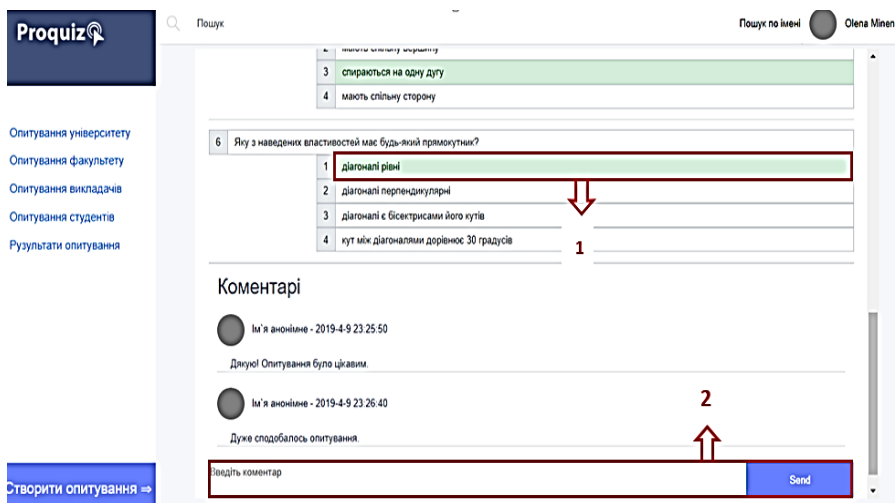 Proquiz
Пошук
Пошук по імені
Olena Minen
Опитування університету
Опитування факультету
Опитування викладачів
Опитування студентів
Рузультати опитування
Створити опитування ⇒
2 мають спільну вершину
3 спираються на одну дугу
4 мають спільну сторону
6 Яку з наведених властивостей має будь-який прямокутник?
1 діагоналі рівні
2 діагоналі перпендикулярні
3 діагоналі є бісектрисами його кутів
4 кут між діагоналями дорівнює 30 градусів
1
Коментарі
Ім`я анонімне - 2019-4-9 23:25:50
Дякую! Опитування було цікавим.
Ім`я анонімне - 2019-4-9 23:26:40
Дуже сподобалось опитування.
2
Введіть коментар
Send